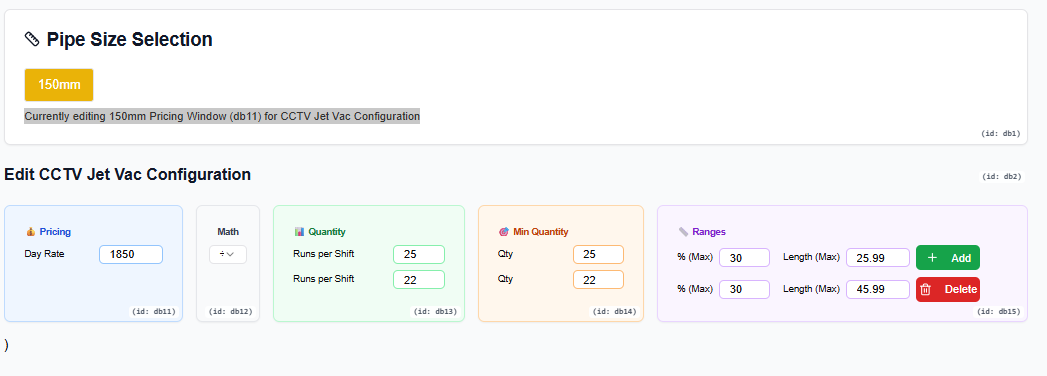 Pipe Size Selection
150mm
Currently editing 150mm Pricing Window (db11) for CCTV Jet Vac Configuration
(id: db1)
Edit CCTV Jet Vac Configuration
(id: db2)
Pricing
Day Rate 1850
(id: db11)
Math
÷
(id: db12)
Quantity
Runs per Shift 25
Runs per Shift 22
(id: db13)
Min Quantity
Qty 25
Qty 22
(id: db14)
Ranges
% (Max) 30 Length (Max) 25.99 + Add
% (Max) 30 Length (Max) 45.99 Delete
(id: db15)
)